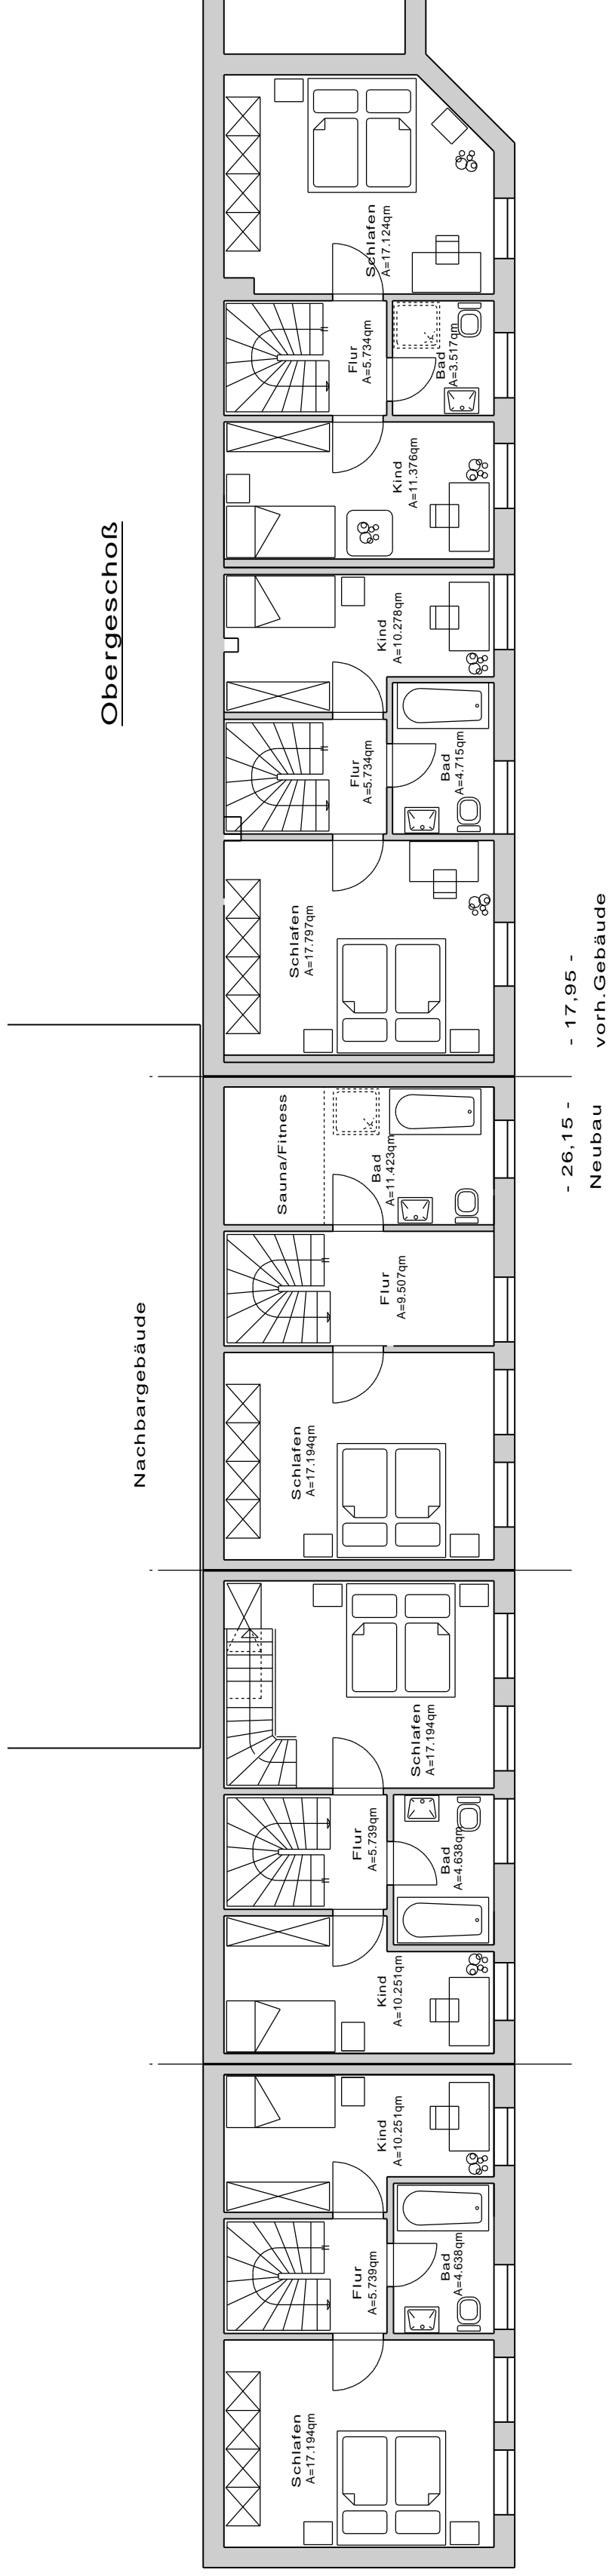 Obergeschoß
Schlafen
A=17.124qm
Flur
A=5.734qm
Bad
A=3.517qm
Kind
A=11.376qm
Kind
A=10.278qm
Flur
A=5.734qm
Bad
A=4.715qm
Schlafen
A=17.797qm
- 17,95 -
vorh.Gebäude
- 26,15 -
Neubau
Nachbargebäude
Sauna/Fitness
Bad
A=11.423qm
Flur
A=9.507qm
Schlafen
A=17.194qm
Schlafen
A=17.194qm
Flur
A=5.739qm
Bad
A=4.638qm
Kind
A=10.251qm
Kind
A=10.251qm
Flur
A=5.739qm
Bad
A=4.638qm
Schlafen
A=17.194qm